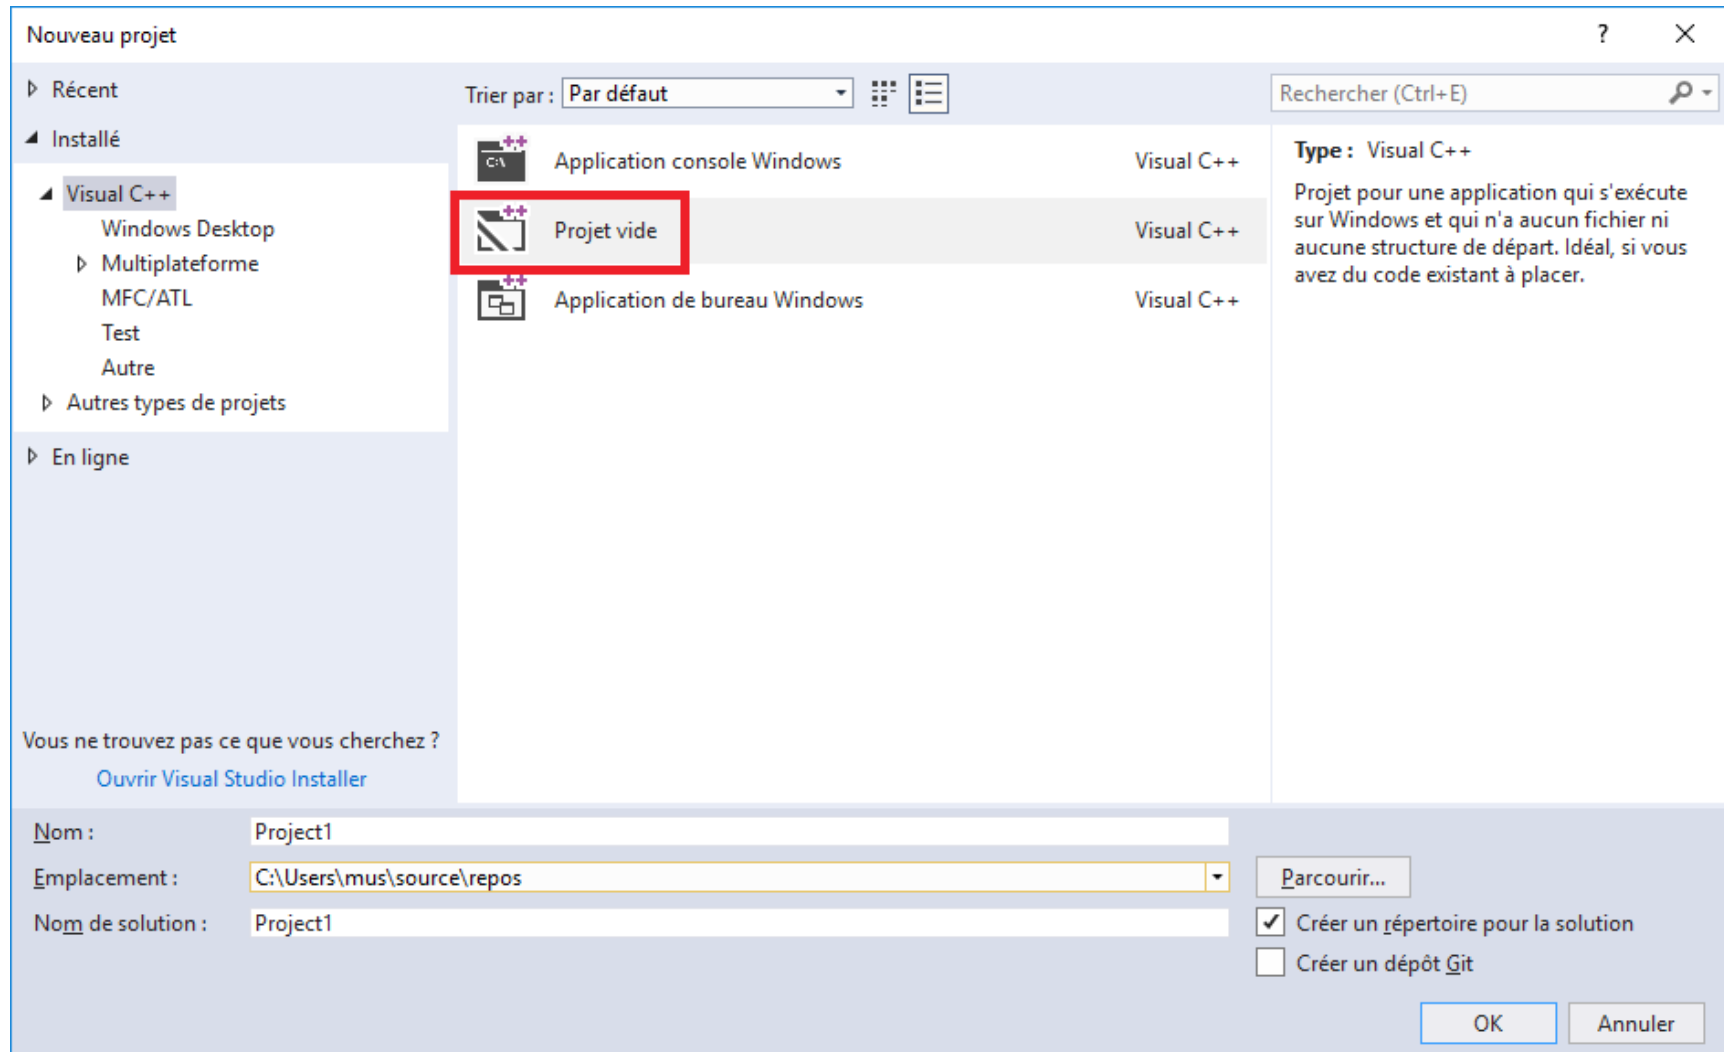 Nouveau projet
?
Récent
Trier par : Par défaut
Rechercher (Ctrl+E)
Installé
Visual C++
Windows Desktop
Multiplateforme
MFC/ATL
Test
Autre
Autres types de projets
En ligne
Vous ne trouvez pas ce que vous cherchez ?
Ouvrir Visual Studio Installer
C:\
Application console Windows Visual C++
Projet vide Visual C++
Application de bureau Windows Visual C++
Type : Visual C++
Projet pour une application qui s'exécute
sur Windows et qui n'a aucun fichier ni
aucune structure de départ. Idéal, si vous
avez du code existant à placer.
Nom : Project1
Emplacement : C:\Users\mus\source\repos
Parcourir...
Nom de solution : Project1
Créer un répertoire pour la solution
Créer un dépôt Git
OK Annuler